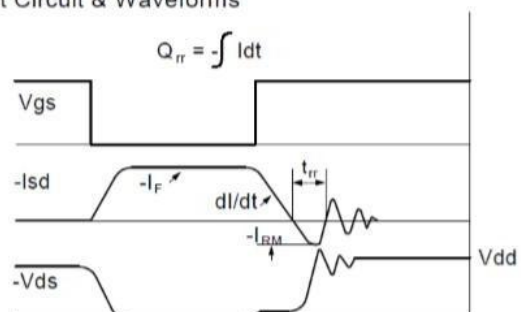 t Circuit & Waveforms
Qrr = -∫ Idt
Vgs
-Isd
-IF
trr
dI/dt
-IRM
Vdd
-Vds